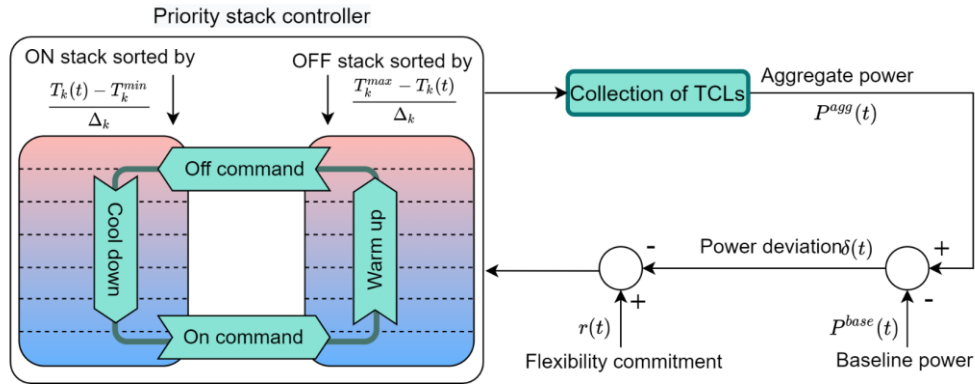 Priority stack controller
ON stack sorted by
T_k(t) − T_k^{min}
Δ_k
OFF stack sorted by
T_k^{max} − T_k(t)
Δ_k
Off command
Cool down
Warm up
On command
Collection of TCLs
Aggregate power
P^{agg}(t)
Power deviationδ(t)
-
+
+
-
r(t)
Flexibility commitment
P^{base}(t)
Baseline power